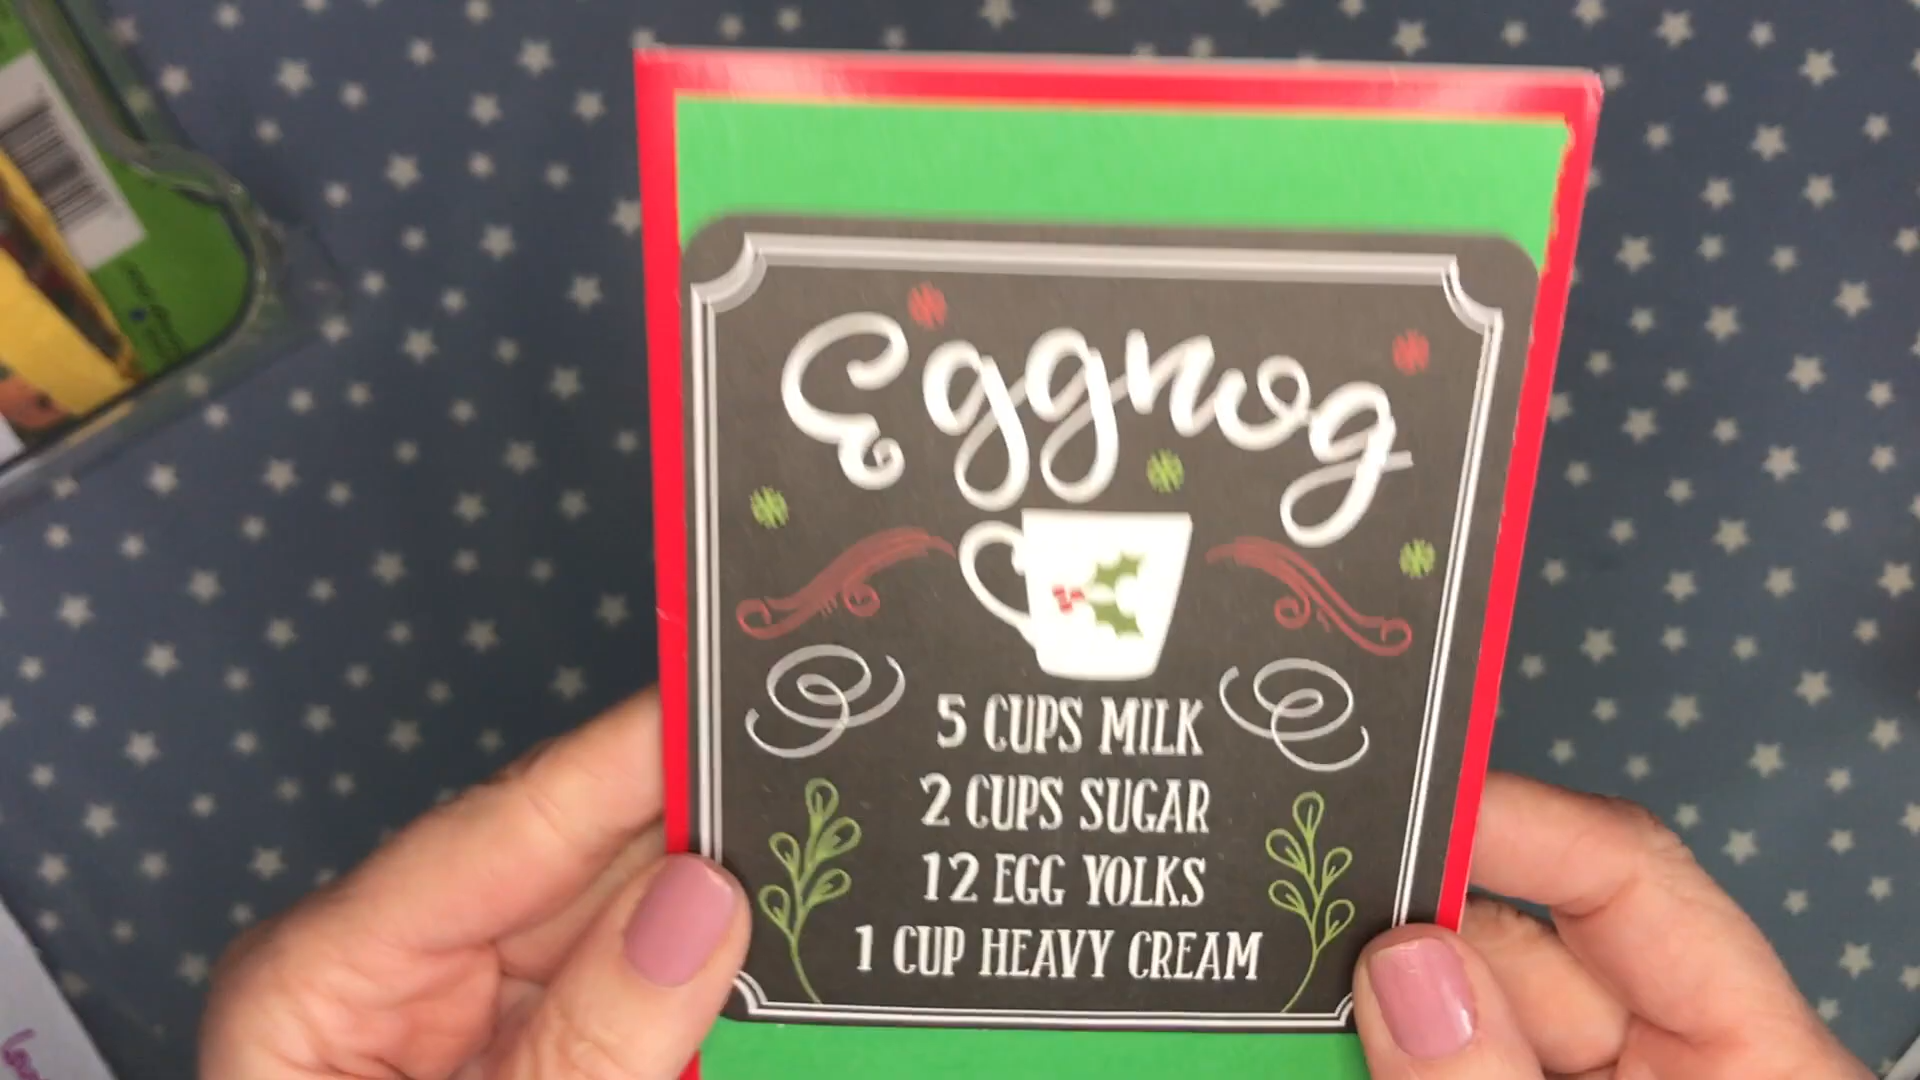 Eggnog
5 CUPS MILK
2 CUPS SUGAR
12 EGG YOLKS
1 CUP HEAVY CREAM